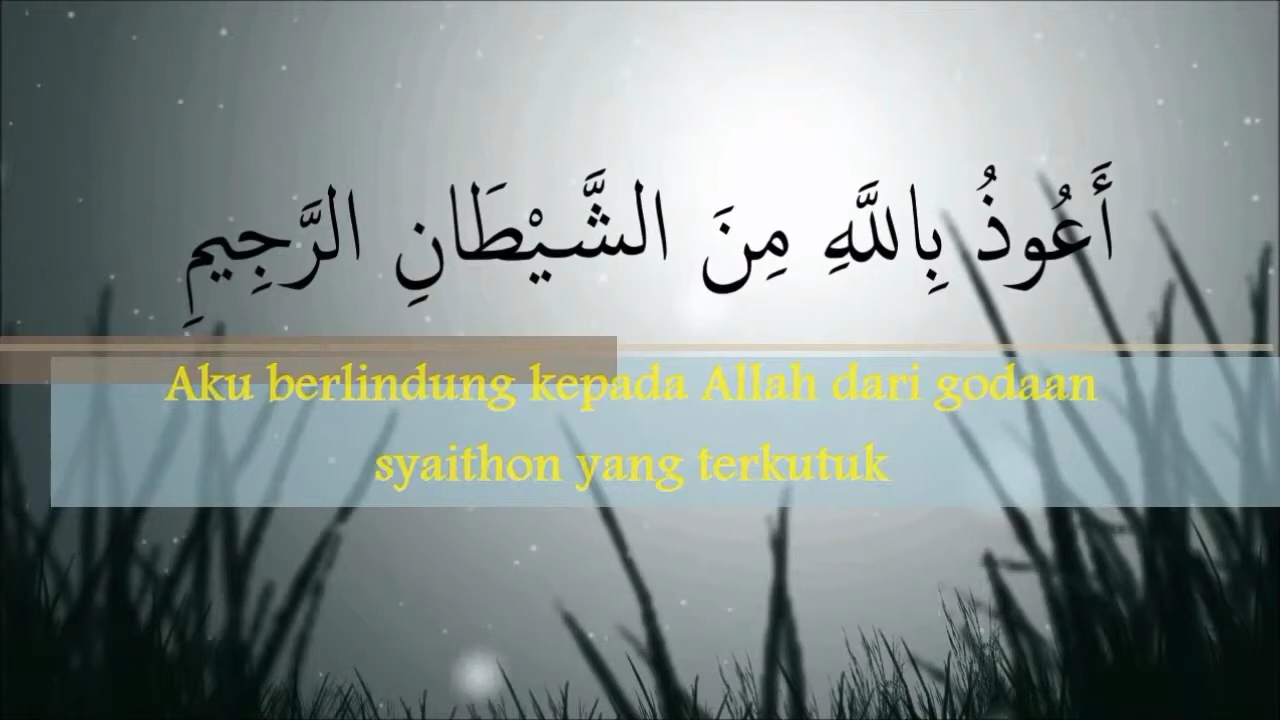 أَعُوذُ بِاللَّهِ مِنَ الشَّيْطَانِ الرَّجِيمِ
Aku berlindung kepada Allah dari godaan
syaithon yang terkutuk